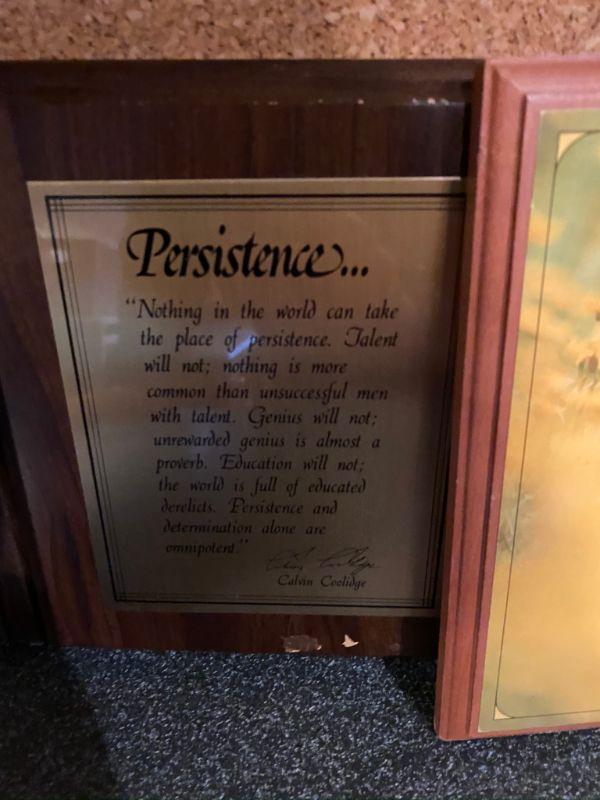 Persistence...
"Nothing in the world can take
the place of persistence. Talent
will not; nothing is more
common than unsuccessful men
with talent. Genius will not;
unrewarded genius is almost a
proverb. Education will not;
the world is full of educated
derelicts. Persistence and
determination alone are
omnipotent."
Calvin Coolidge
Calvin Coolidge